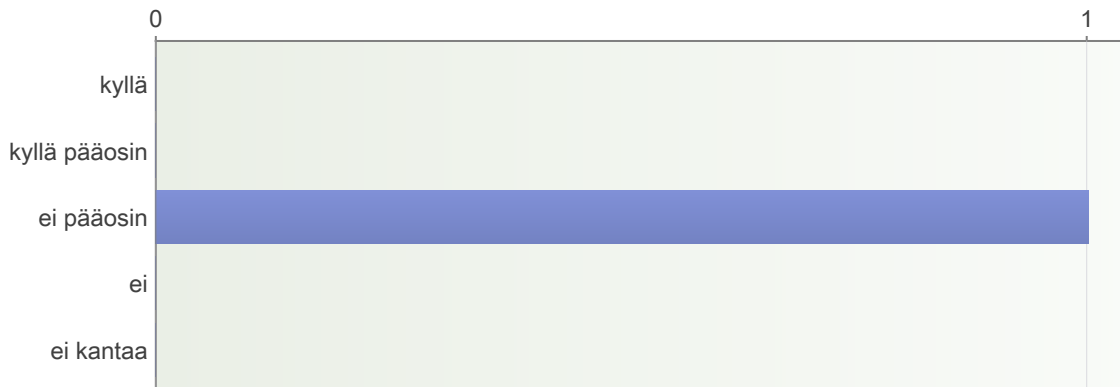 0 1
kyllä
kyllä pääosin
ei pääosin
ei
ei kantaa